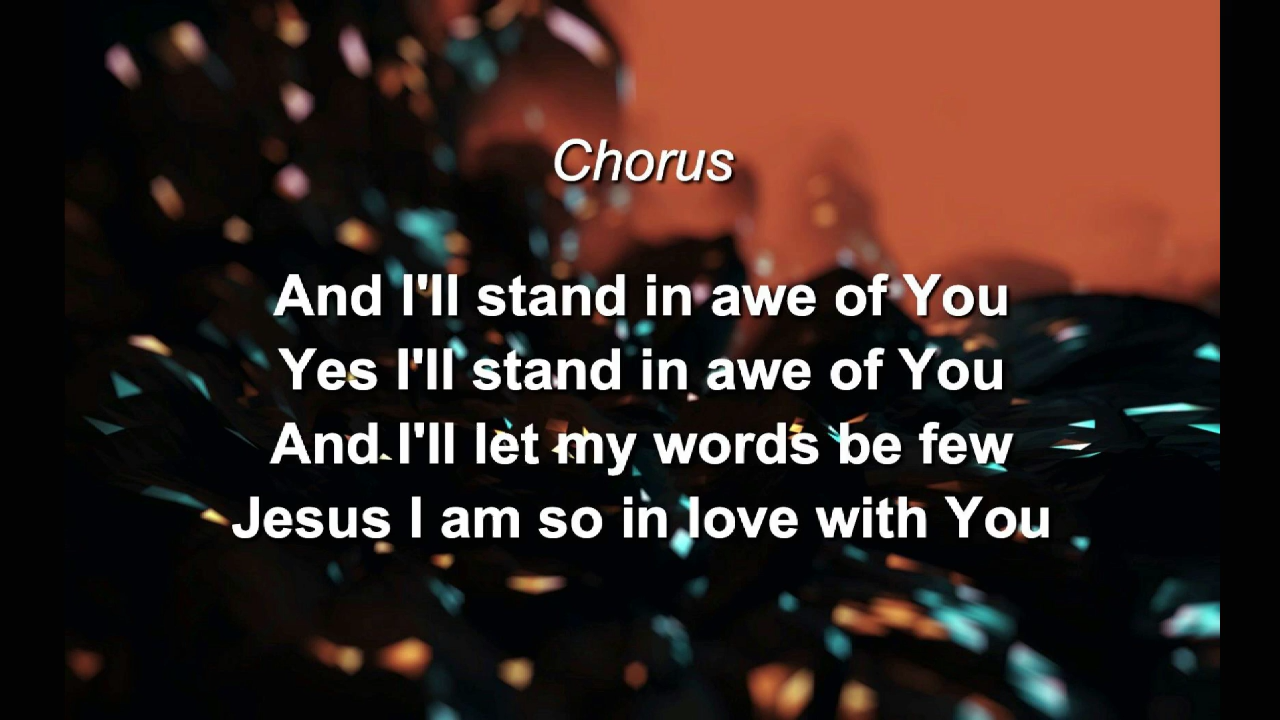 Chorus
And I'll stand in awe of You
Yes I'll stand in awe of You
And I'll let my words be few
Jesus I am so in love with You